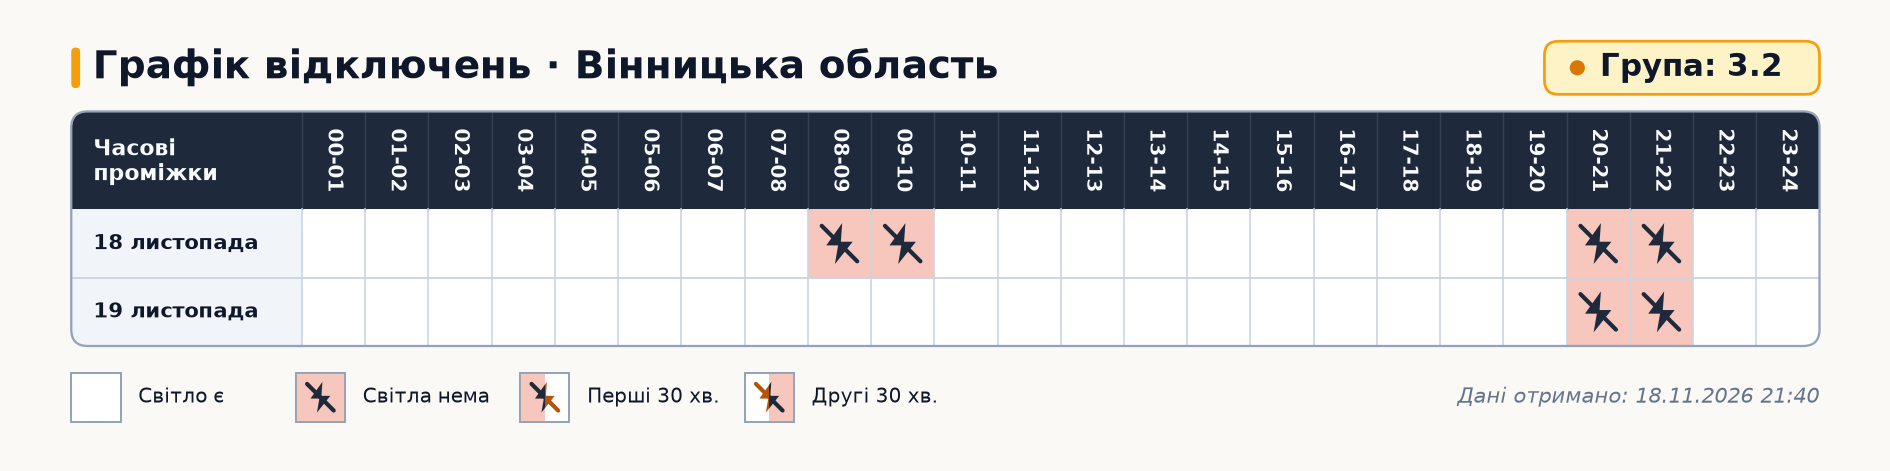 Графік відключень · Вінницька область
Група: 3.2
Часові
проміжки
00-01
01-02
02-03
03-04
04-05
05-06
06-07
07-08
08-09
09-10
10-11
11-12
12-13
13-14
14-15
15-16
16-17
17-18
18-19
19-20
20-21
21-22
22-23
23-24
18 листопада
19 листопада
Світло є
Світла нема
Перші 30 хв.
Другі 30 хв.
Дані отримано: 18.11.2026 21:40